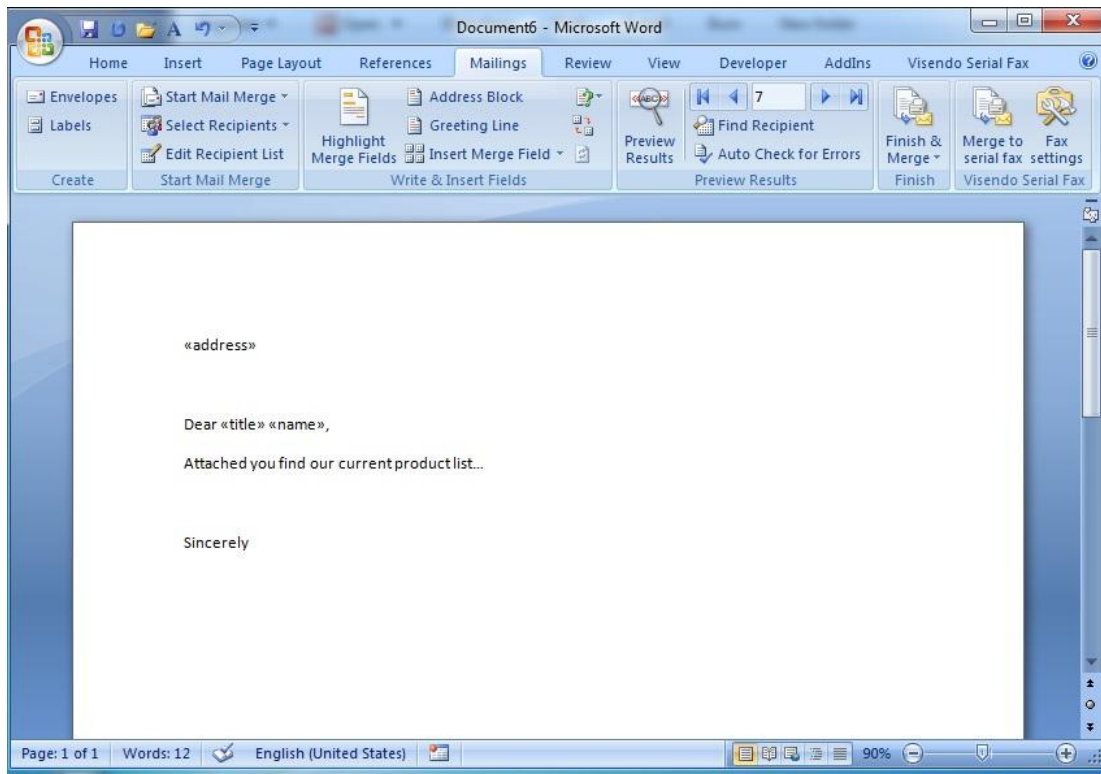 Document6 - Microsoft Word
Home Insert Page Layout References Mailings Review View Developer AddIns Visendo Serial Fax
Envelopes Start Mail Merge Address Block 7
Labels Select Recipients Greeting Line Find Recipient
Edit Recipient List Highlight Merge Fields Insert Merge Field Preview Results Auto Check for Errors Finish & Merge Merge to serial fax Fax settings
Create Start Mail Merge Write & Insert Fields Preview Results Finish Visendo Serial Fax
«address»
Dear «title» «name»,
Attached you find our current product list...
Sincerely
Page: 1 of 1 Words: 12 English (United States) 90%